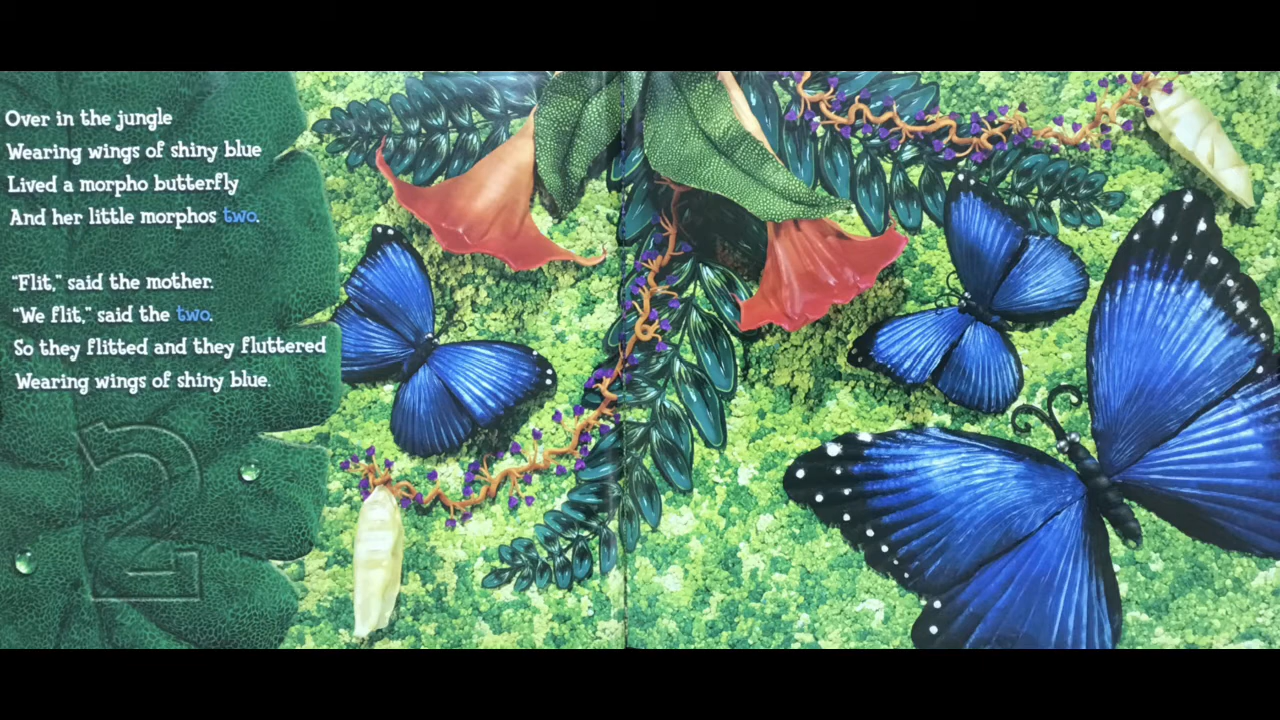 Over in the jungle
Wearing wings of shiny blue
Lived a morpho butterfly
And her little morphos two.
“Flit,” said the mother.
“We flit,” said the two.
So they flitted and they fluttered
Wearing wings of shiny blue.
2